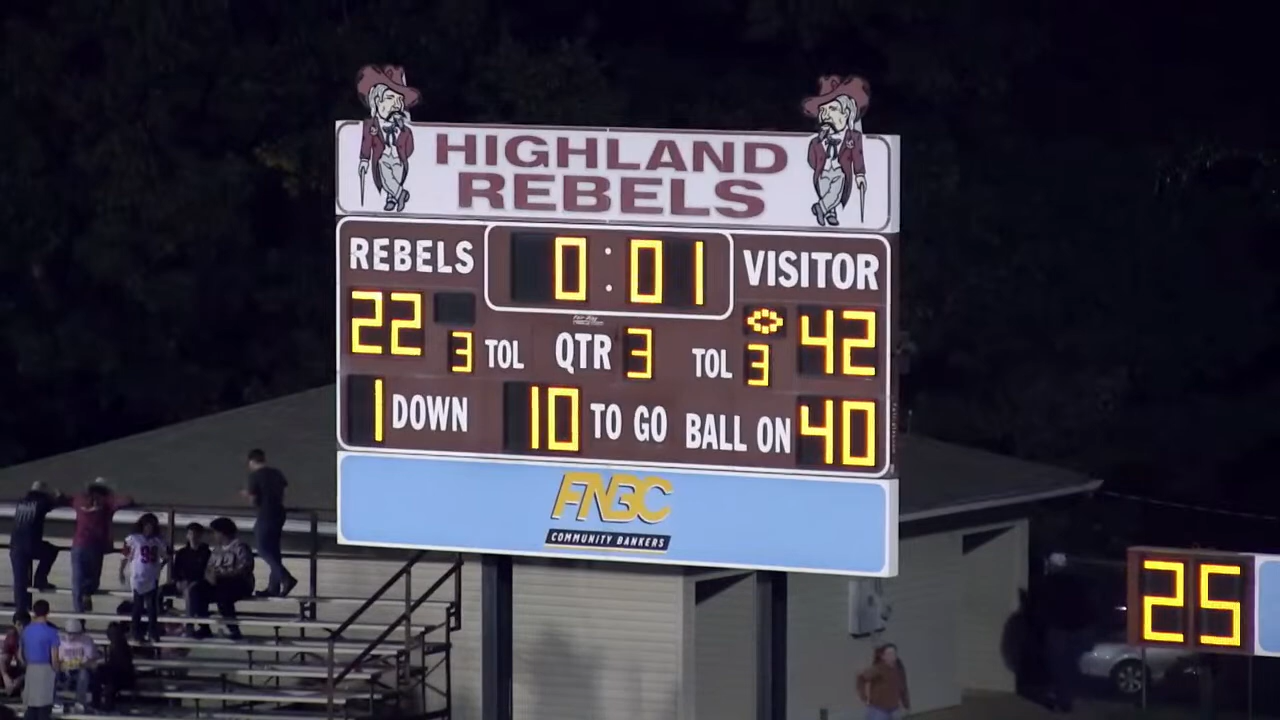 HIGHLAND
REBELS
REBELS 0:01 VISITOR
22 42
3 TOL QTR 3 TOL 3
1 DOWN 10 TO GO BALL ON 40
FNBC
COMMUNITY BANKERS
25